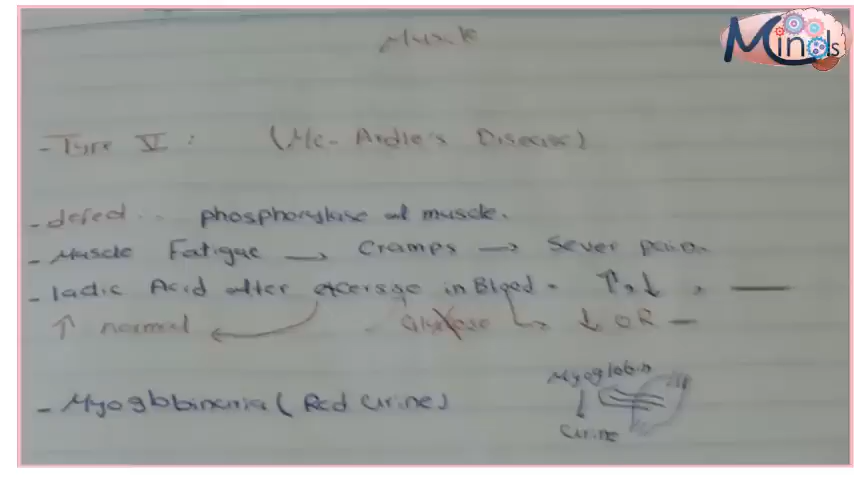 Muscle
Minds
- Type V : (Mc- Ardle's Disease)
- defect : phosphorylase of muscle.
- Muscle Fatigue → Cramps → Sever pain.
- lactic Acid after excersise in Blood. ↑, ↓, —
↑ normal ← - Glucose → ↓ OR —
Myoglobin
- Myoglobinuria ( Red Urine)
↓
Urine